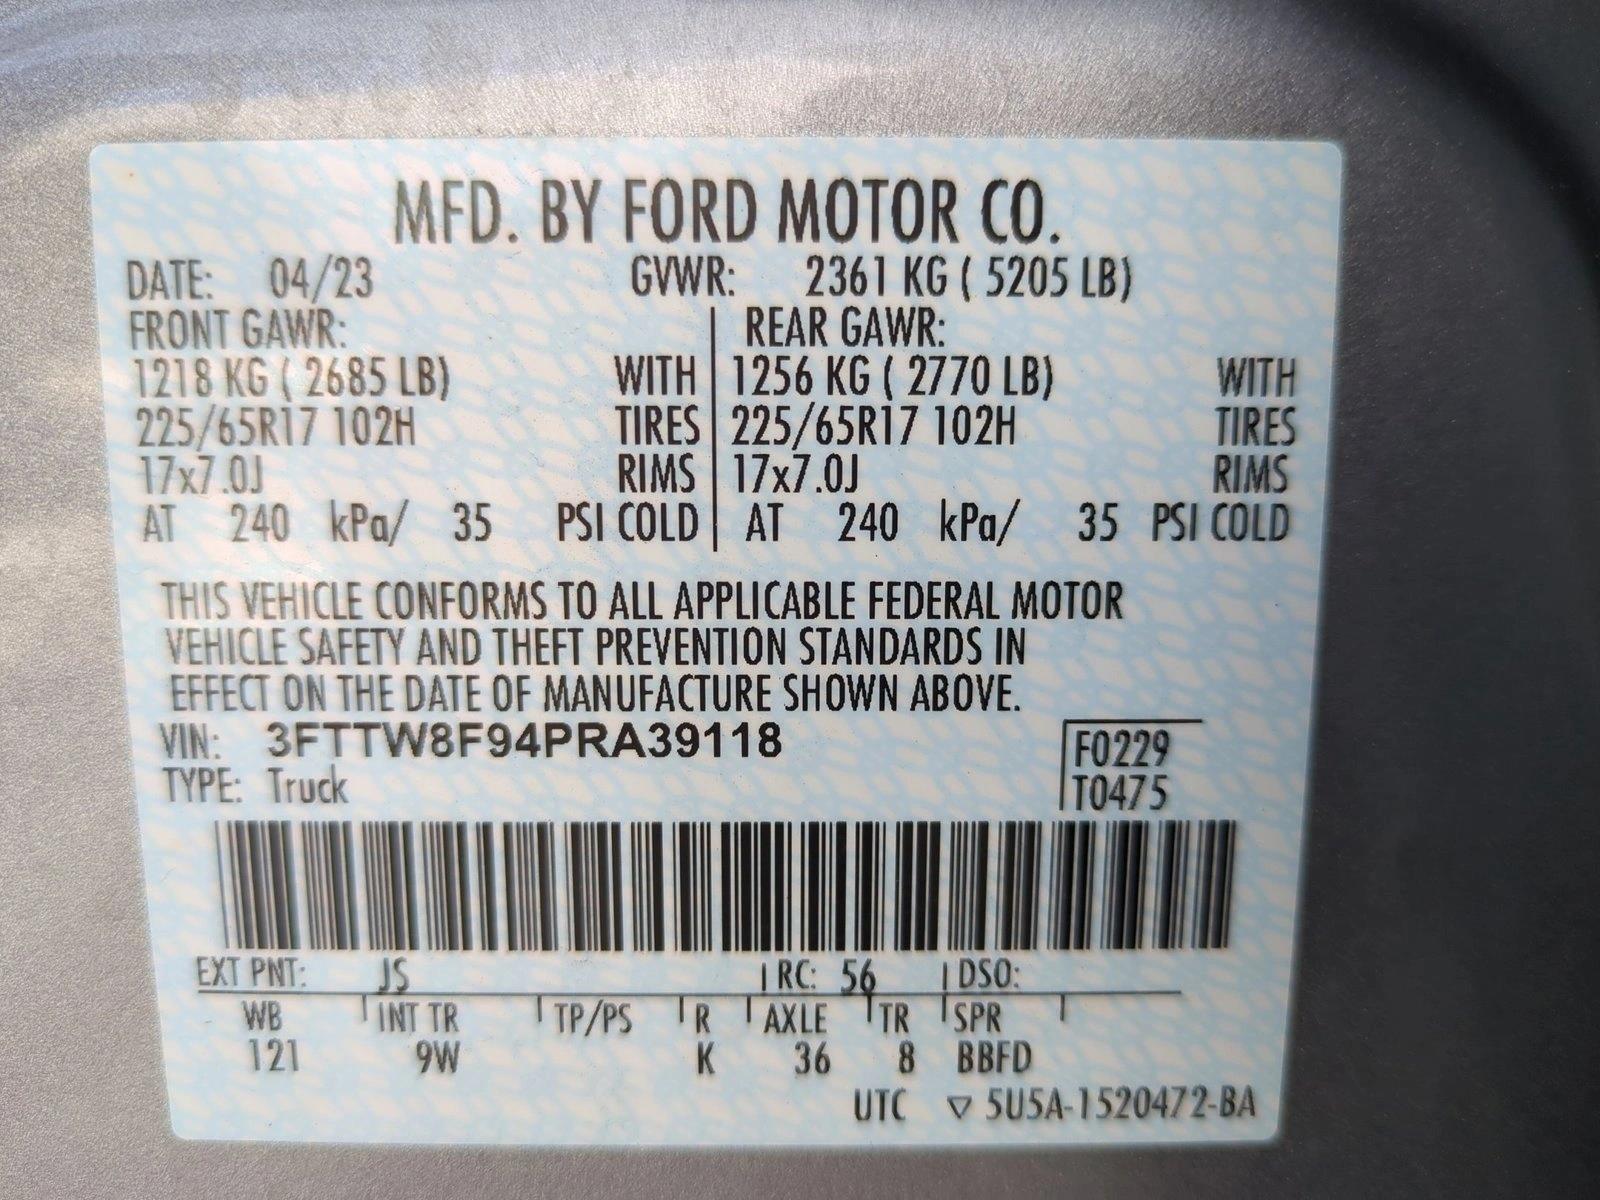 MFD. BY FORD MOTOR CO.
DATE: 04/23 GVWR: 2361 KG ( 5205 LB)
FRONT GAWR: REAR GAWR:
1218 KG ( 2685 LB) WITH 1256 KG ( 2770 LB) WITH
225/65R17 102H TIRES 225/65R17 102H TIRES
17x7.0J RIMS 17x7.0J RIMS
AT 240 kPa/ 35 PSI COLD AT 240 kPa/ 35 PSI COLD
THIS VEHICLE CONFORMS TO ALL APPLICABLE FEDERAL MOTOR
VEHICLE SAFETY AND THEFT PREVENTION STANDARDS IN
EFFECT ON THE DATE OF MANUFACTURE SHOWN ABOVE.
VIN: 3FTTW8F94PRA39118 F0229
TYPE: Truck T0475
EXT PNT: JS RC: 56 DSO:
WB INT TR TP/PS R AXLE TR SPR
121 9W K 36 8 BBFD
UTC ▽ 5U5A-1520472-BA